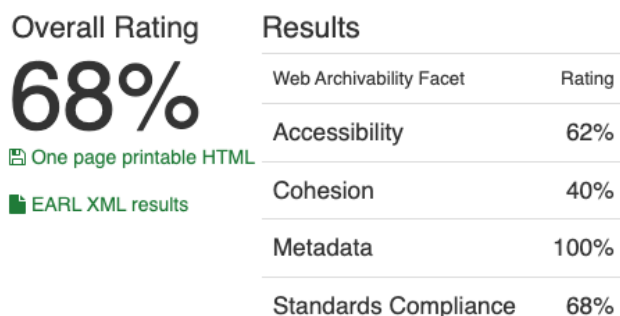 Overall Rating
68%
One page printable HTML
EARL XML results
Results
Web Archivability Facet Rating
Accessibility 62%
Cohesion 40%
Metadata 100%
Standards Compliance 68%